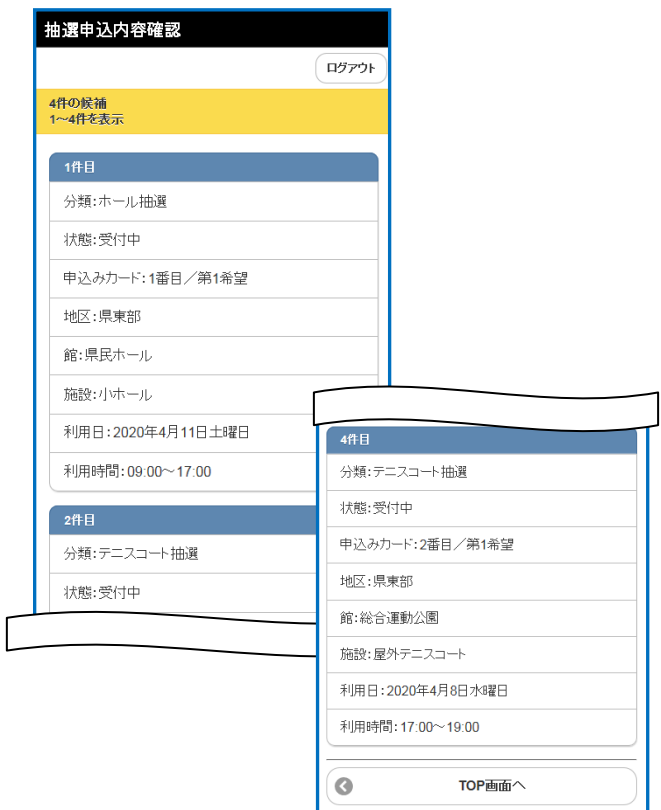 抽選申込内容確認
ログアウト
4件の候補
1～4件を表示
1件目
分類:ホール抽選
状態:受付中
申込みカード:1番目／第1希望
地区:県東部
館:県民ホール
施設:小ホール
利用日:2020年4月11日土曜日
利用時間:09:00～17:00
2件目
分類:テニスコート抽選
状態:受付中
4件目
分類:テニスコート抽選
状態:受付中
申込みカード:2番目／第1希望
地区:県東部
館:総合運動公園
施設:屋外テニスコート
利用日:2020年4月8日水曜日
利用時間:17:00～19:00
TOP画面へ